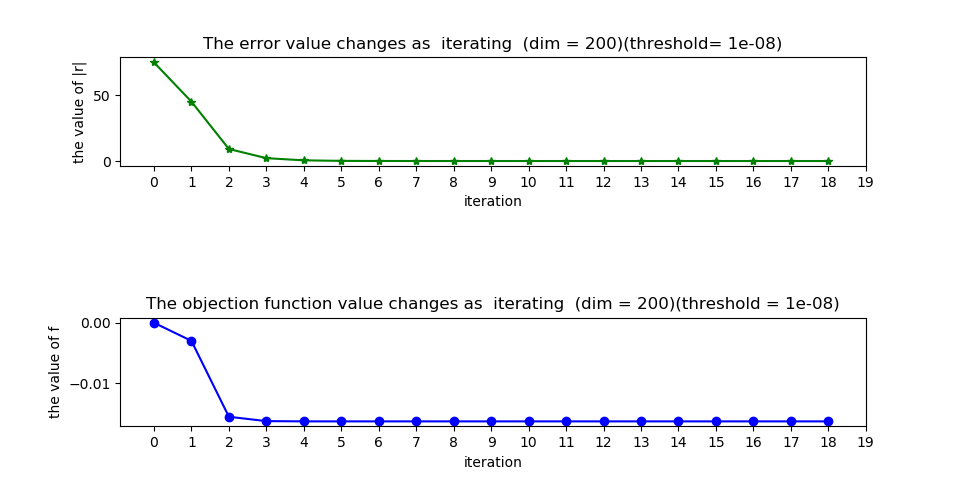 The error value changes as  iterating  (dim = 200)(threshold= 1e-08)
the value of |r|
50
0
0 1 2 3 4 5 6 7 8 9 10 11 12 13 14 15 16 17 18 19
iteration
The objection function value changes as  iterating  (dim = 200)(threshold = 1e-08)
the value of f
0.00
−0.01
0 1 2 3 4 5 6 7 8 9 10 11 12 13 14 15 16 17 18 19
iteration